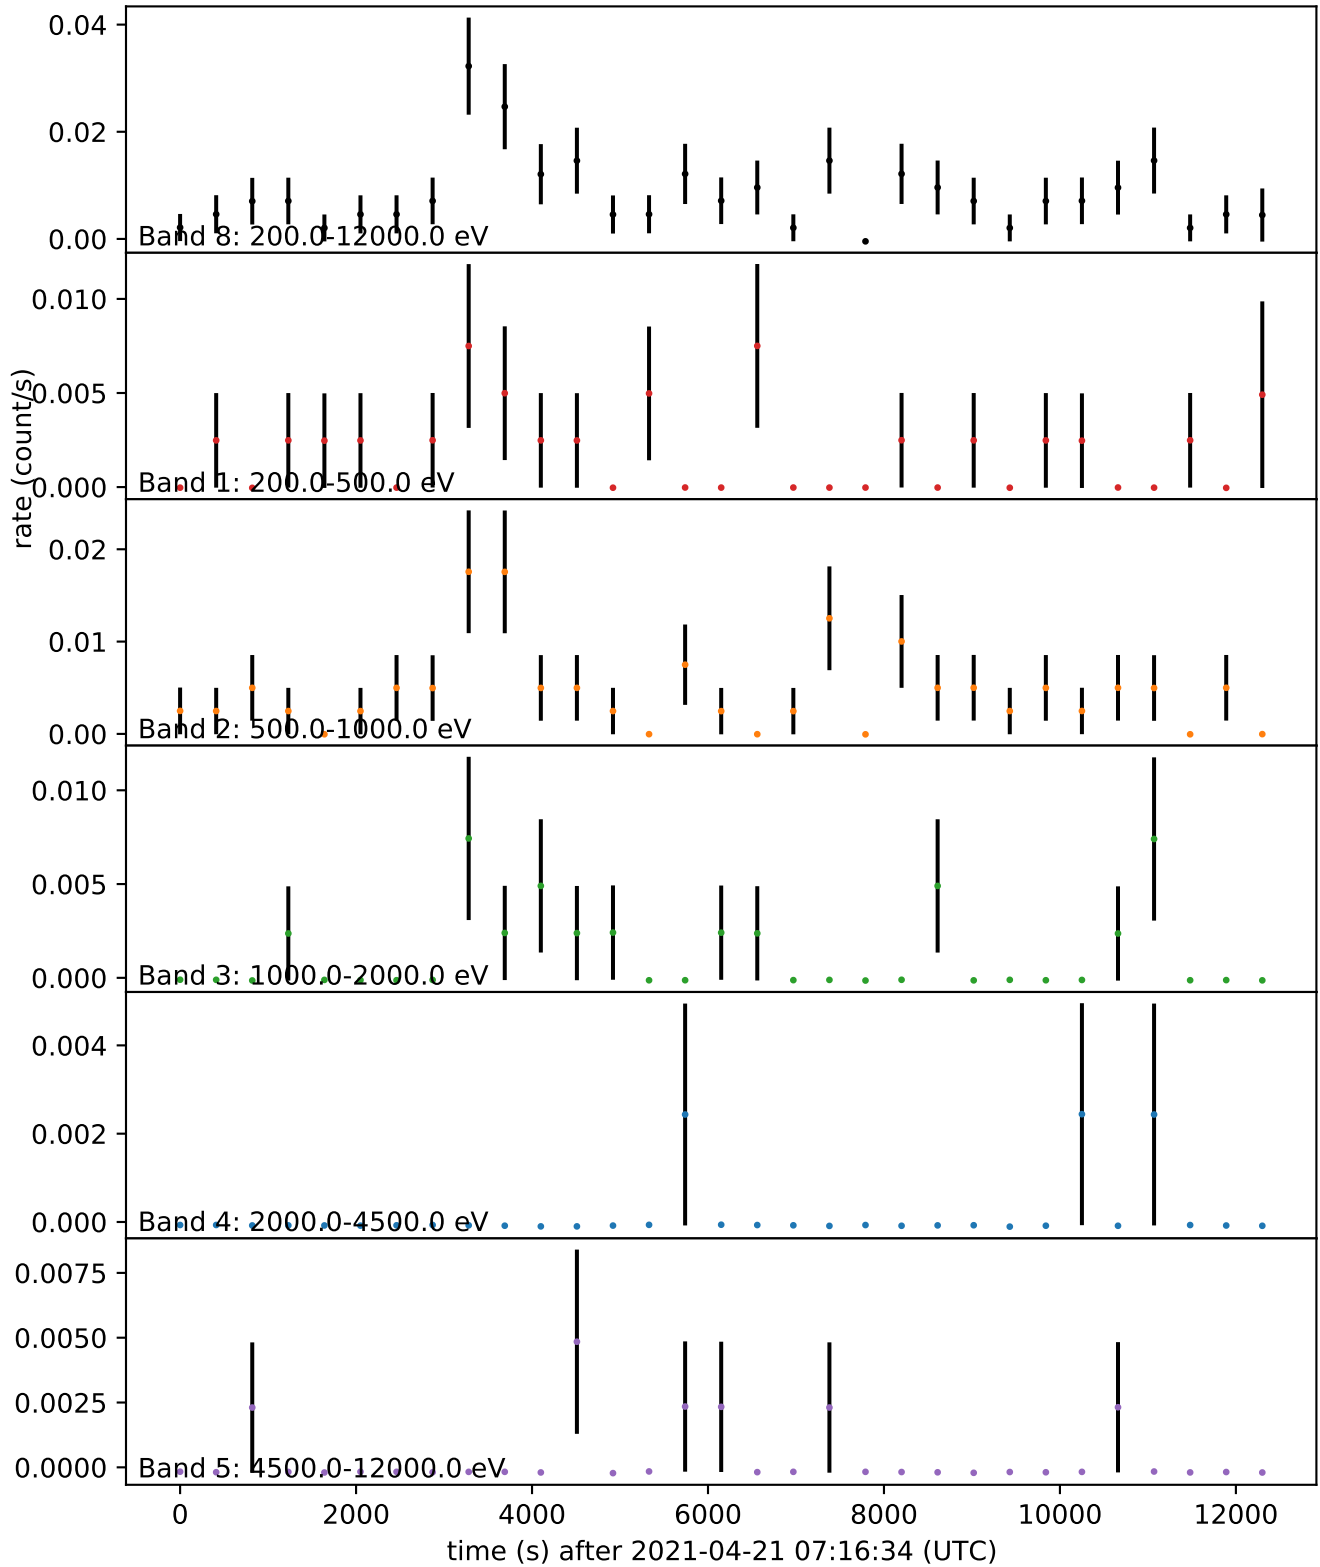 0.04
0.02
0.00
Band 8: 200.0-12000.0 eV
0.010
0.005
0.000
Band 1: 200.0-500.0 eV
rate (count/s)
0.02
0.01
0.00
Band 2: 500.0-1000.0 eV
0.010
0.005
0.000
Band 3: 1000.0-2000.0 eV
0.004
0.002
0.000
Band 4: 2000.0-4500.0 eV
0.0075
0.0050
0.0025
0.0000
Band 5: 4500.0-12000.0 eV
0 2000 4000 6000 8000 10000 12000
time (s) after 2021-04-21 07:16:34 (UTC)